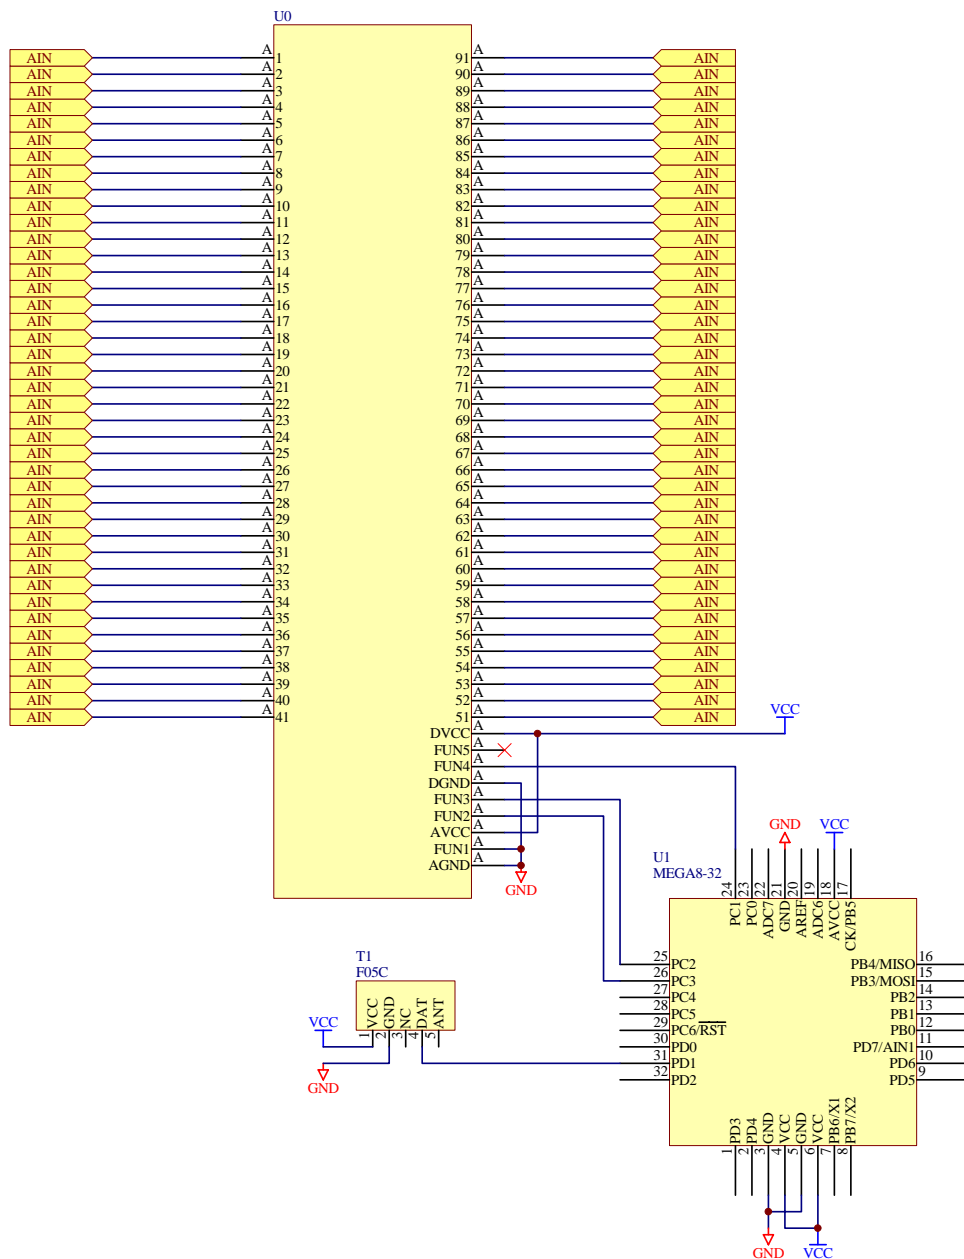 U0
AIN A 1 91 A AIN
AIN A 2 90 A AIN
AIN A 3 89 A AIN
AIN A 4 88 A AIN
AIN A 5 87 A AIN
AIN A 6 86 A AIN
AIN A 7 85 A AIN
AIN A 8 84 A AIN
AIN A 9 83 A AIN
AIN A 10 82 A AIN
AIN A 11 81 A AIN
AIN A 12 80 A AIN
AIN A 13 79 A AIN
AIN A 14 78 A AIN
AIN A 15 77 A AIN
AIN A 16 76 A AIN
AIN A 17 75 A AIN
AIN A 18 74 A AIN
AIN A 19 73 A AIN
AIN A 20 72 A AIN
AIN A 21 71 A AIN
AIN A 22 70 A AIN
AIN A 23 69 A AIN
AIN A 24 68 A AIN
AIN A 25 67 A AIN
AIN A 26 66 A AIN
AIN A 27 65 A AIN
AIN A 28 64 A AIN
AIN A 29 63 A AIN
AIN A 30 62 A AIN
AIN A 31 61 A AIN
AIN A 32 60 A AIN
AIN A 33 59 A AIN
AIN A 34 58 A AIN
AIN A 35 57 A AIN
AIN A 36 56 A AIN
AIN A 37 55 A AIN
AIN A 38 54 A AIN
AIN A 39 53 A AIN
AIN A 40 52 A AIN
AIN A 41 51 A AIN
VCC
DVCC A
FUN5 A
FUN4 A
DGND A
FUN3 A
FUN2 A
AVCC A
FUN1 A
AGND A
GND
GND
VCC
U1
MEGA8-32
24 PC1
23 PC0
22 ADC7
21 GND
20 AREF
19 ADC6
18 AVCC
17 CK/PB5
25 PC2
26 PC3
27 PC4
28 PC5
29 PC6/RST
30 PD0
31 PD1
32 PD2
PB4/MISO 16
PB3/MOSI 15
PB2 14
PB1 13
PB0 12
PD7/AIN1 11
PD6 10
PD5 9
1 PD3
2 PD4
3 GND
4 VCC
5 GND
6 VCC
7 PB6/X1
8 PB7/X2
GND
VCC
T1
F05C
1 VCC
2 GND
3 NC
4 DAT
5 ANT
VCC
GND